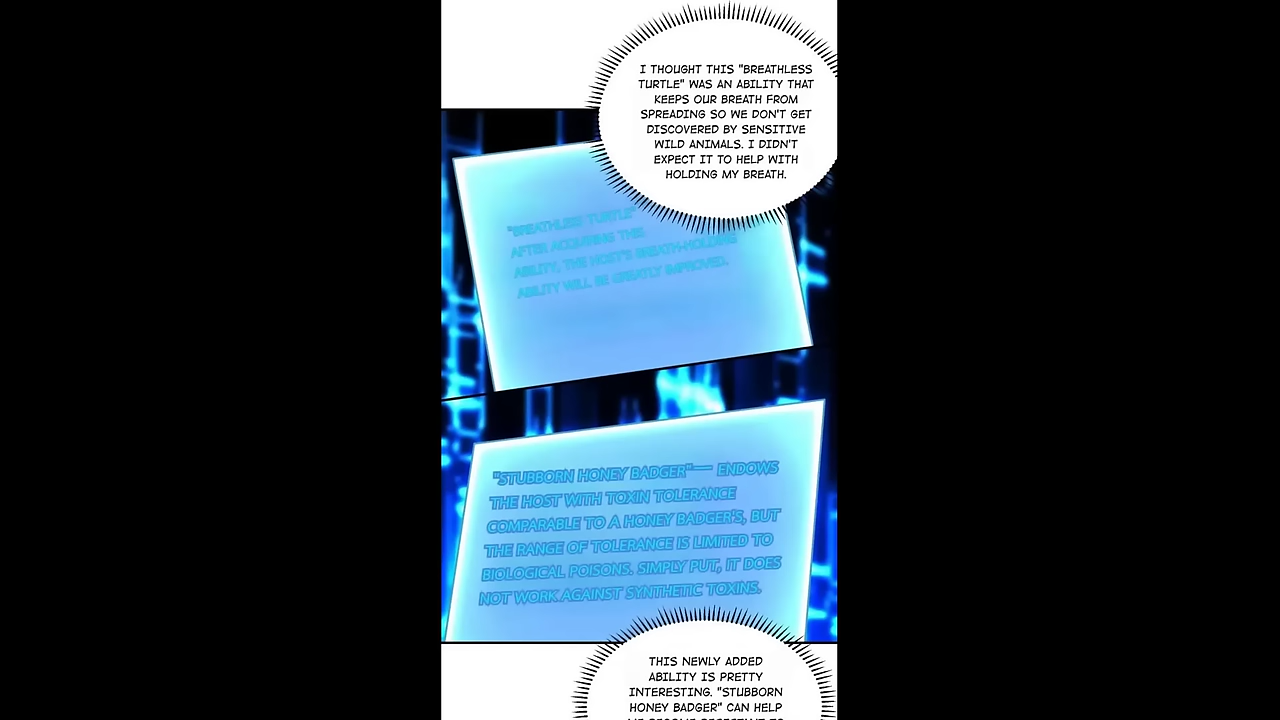 I THOUGHT THIS "BREATHLESS
TURTLE" WAS AN ABILITY THAT
KEEPS OUR BREATH FROM
SPREADING SO WE DON'T GET
DISCOVERED BY SENSITIVE
WILD ANIMALS. I DIDN'T
EXPECT IT TO HELP WITH
HOLDING MY BREATH.
"BREATHLESS TURTLE"
AFTER ACQUIRING THIS
ABILITY, THE HOST'S BREATH-HOLDING
ABILITY WILL BE GREATLY IMPROVED.
"STUBBORN HONEY BADGER"— ENDOWS
THE HOST WITH TOXIN TOLERANCE
COMPARABLE TO A HONEY BADGER'S, BUT
THE RANGE OF TOLERANCE IS LIMITED TO
BIOLOGICAL POISONS. SIMPLY PUT, IT DOES
NOT WORK AGAINST SYNTHETIC TOXINS.
THIS NEWLY ADDED
ABILITY IS PRETTY
INTERESTING. "STUBBORN
HONEY BADGER" CAN HELP